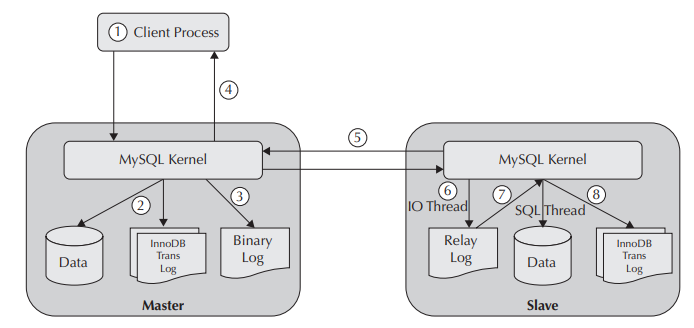 1 Client Process
4
5
MySQL Kernel
MySQL Kernel
2
3
6
7
8
IO Thread
SQL Thread
Data
InnoDB
Trans
Log
Binary
Log
Relay
Log
Data
InnoDB
Trans
Log
Master
Slave